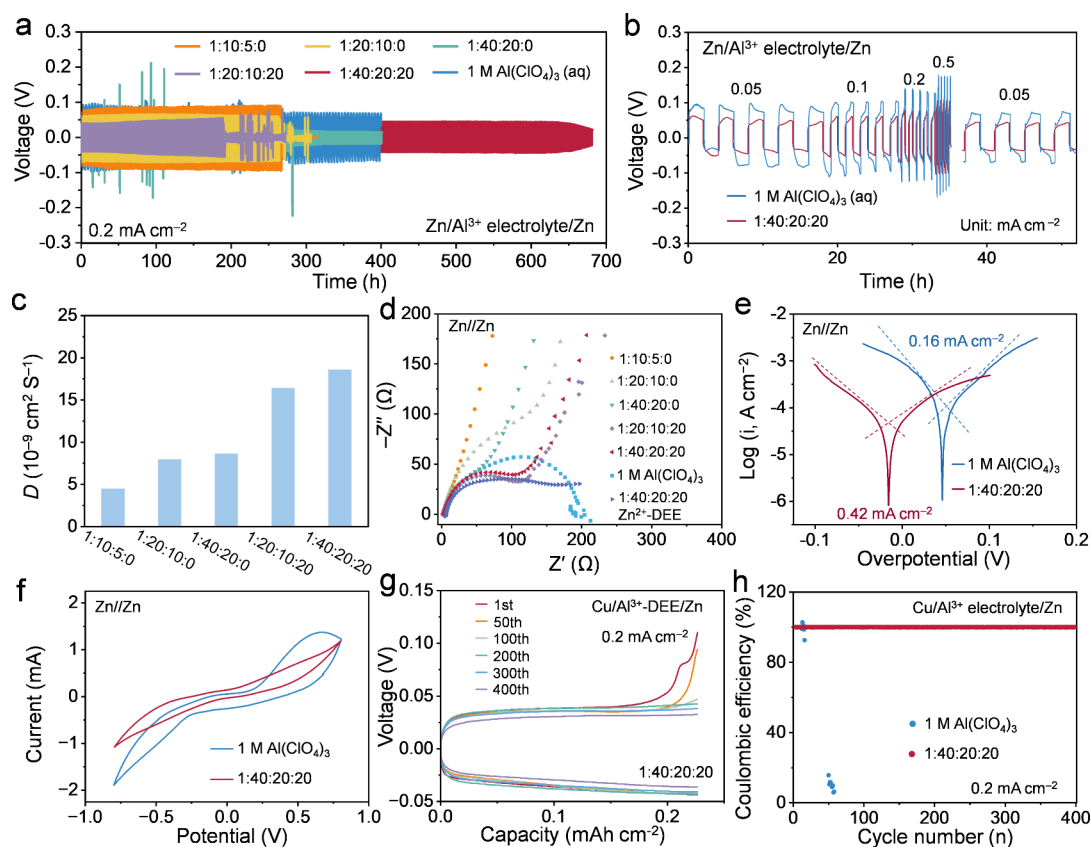 a
0.3
0.2
0.1
0.0
-0.1
-0.2
-0.3
Voltage (V)
1:10:5:0
1:20:10:0
1:40:20:0
1:20:10:20
1:40:20:20
1 M Al(ClO₄)₃ (aq)
0.2 mA cm⁻²
Zn/Al³⁺ electrolyte/Zn
0
100
200
300
400
500
600
700
Time (h)
b
0.3
0.2
0.1
0.0
-0.1
-0.2
-0.3
Voltage (V)
Zn/Al³⁺ electrolyte/Zn
0.05
0.1
0.2
0.5
0.05
1 M Al(ClO₄)₃ (aq)
1:40:20:20
Unit: mA cm⁻²
0
20
40
Time (h)
c
25
20
15
10
5
0
D (10⁻⁹ cm² S⁻¹)
1:10:5:0
1:20:10:0
1:40:20:0
1:20:10:20
1:40:20:20
d
200
150
100
50
0
−Z″ (Ω)
Zn//Zn
1:10:5:0
1:20:10:0
1:40:20:0
1:20:10:20
1:40:20:20
1 M Al(ClO₄)₃
1:40:20:20
Zn²⁺-DEE
0
100
200
300
400
Z′ (Ω)
e
-2
-3
-4
-5
-6
Log (i, A cm⁻²)
Zn//Zn
0.16 mA cm⁻²
1 M Al(ClO₄)₃
1:40:20:20
0.42 mA cm⁻²
-0.1
0.0
0.1
0.2
Overpotential (V)
f
2
1
0
−1
−2
Current (mA)
Zn//Zn
1 M Al(ClO₄)₃
1:40:20:20
−1.0
−0.5
0.0
0.5
1.0
Potential (V)
g
0.15
0.10
0.05
0.00
−0.05
Voltage (V)
1st
50th
100th
200th
300th
400th
Cu/Al³⁺-DEE/Zn
0.2 mA cm⁻²
1:40:20:20
0.0
0.1
0.2
Capacity (mAh cm⁻²)
h
120
80
40
0
Coulombic efficiency (%)
Cu/Al³⁺ electrolyte/Zn
1 M Al(ClO₄)₃
1:40:20:20
0.2 mA cm⁻²
0
100
200
300
400
Cycle number (n)